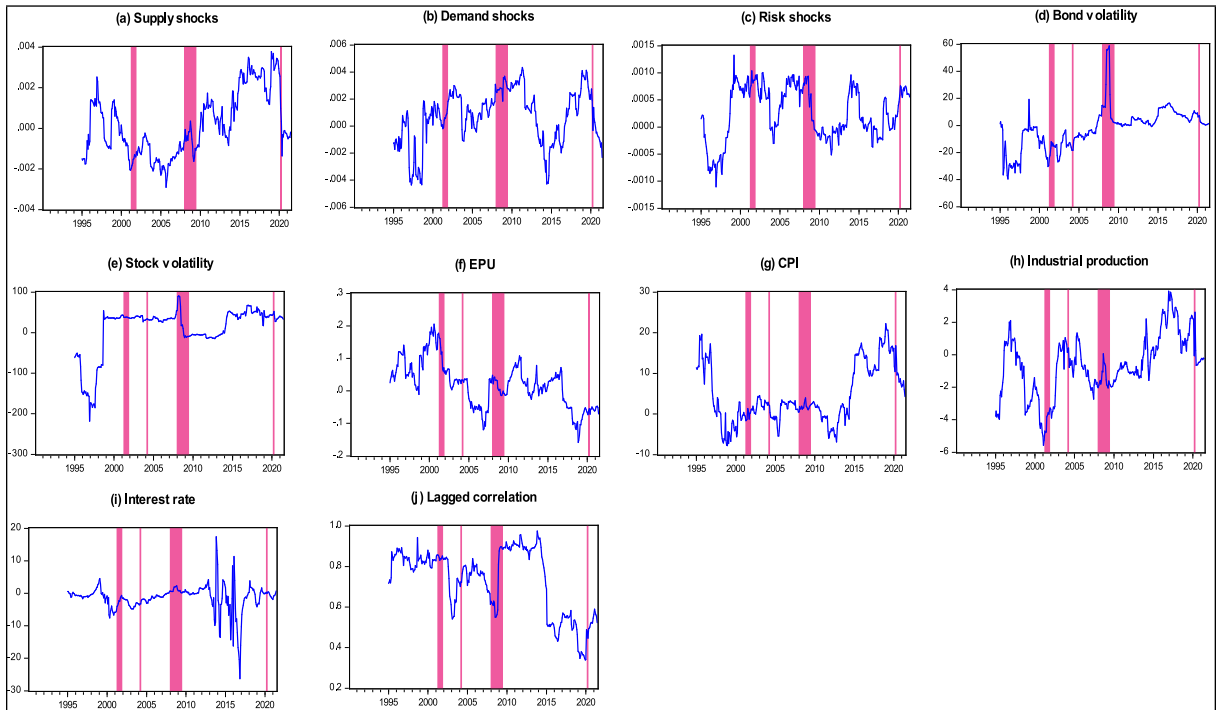 (a) Supply shocks
.004
.002
.000
-.002
-.004
1995 2000 2005 2010 2015 2020
(b) Demand shocks
.006
.004
.002
.000
-.002
-.004
-.006
1995 2000 2005 2010 2015 2020
(c) Risk shocks
.0015
.0010
.0005
.0000
-.0005
-.0010
-.0015
1995 2000 2005 2010 2015 2020
(d) Bond volatility
60
40
20
0
-20
-40
-60
1995 2000 2005 2010 2015 2020
(e) Stock volatility
100
0
-100
-200
-300
1995 2000 2005 2010 2015 2020
(f) EPU
.3
.2
.1
.0
-.1
-.2
1995 2000 2005 2010 2015 2020
(g) CPI
30
20
10
0
-10
1995 2000 2005 2010 2015 2020
(h) Industrial production
4
2
0
-2
-4
-6
1995 2000 2005 2010 2015 2020
(i) Interest rate
20
10
0
-10
-20
-30
1995 2000 2005 2010 2015 2020
(j) Lagged correlation
1.0
0.8
0.6
0.4
0.2
1995 2000 2005 2010 2015 2020